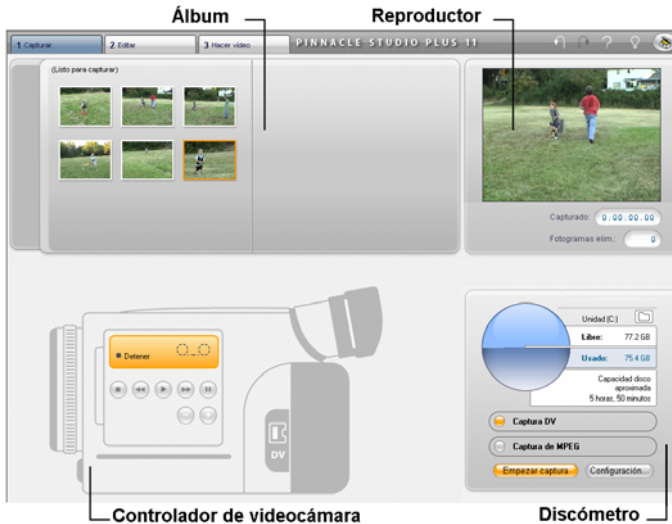 Álbum
Reproductor
1 Capturar
2 Editar
3 Hacer vídeo
PINNACLE STUDIO PLUS 11
(Listo para capturar)
Capturado: 0:00:00.00
Fotogramas elim.: 0
Detener
DV
Unidad (C:)
Libre: 77.2 GB
Usado: 75.4 GB
Capacidad disco
aproximada
5 horas, 50 minutos
Captura DV
Captura de MPEG
Empezar captura
Configuración...
Controlador de videocámara
Discómetro